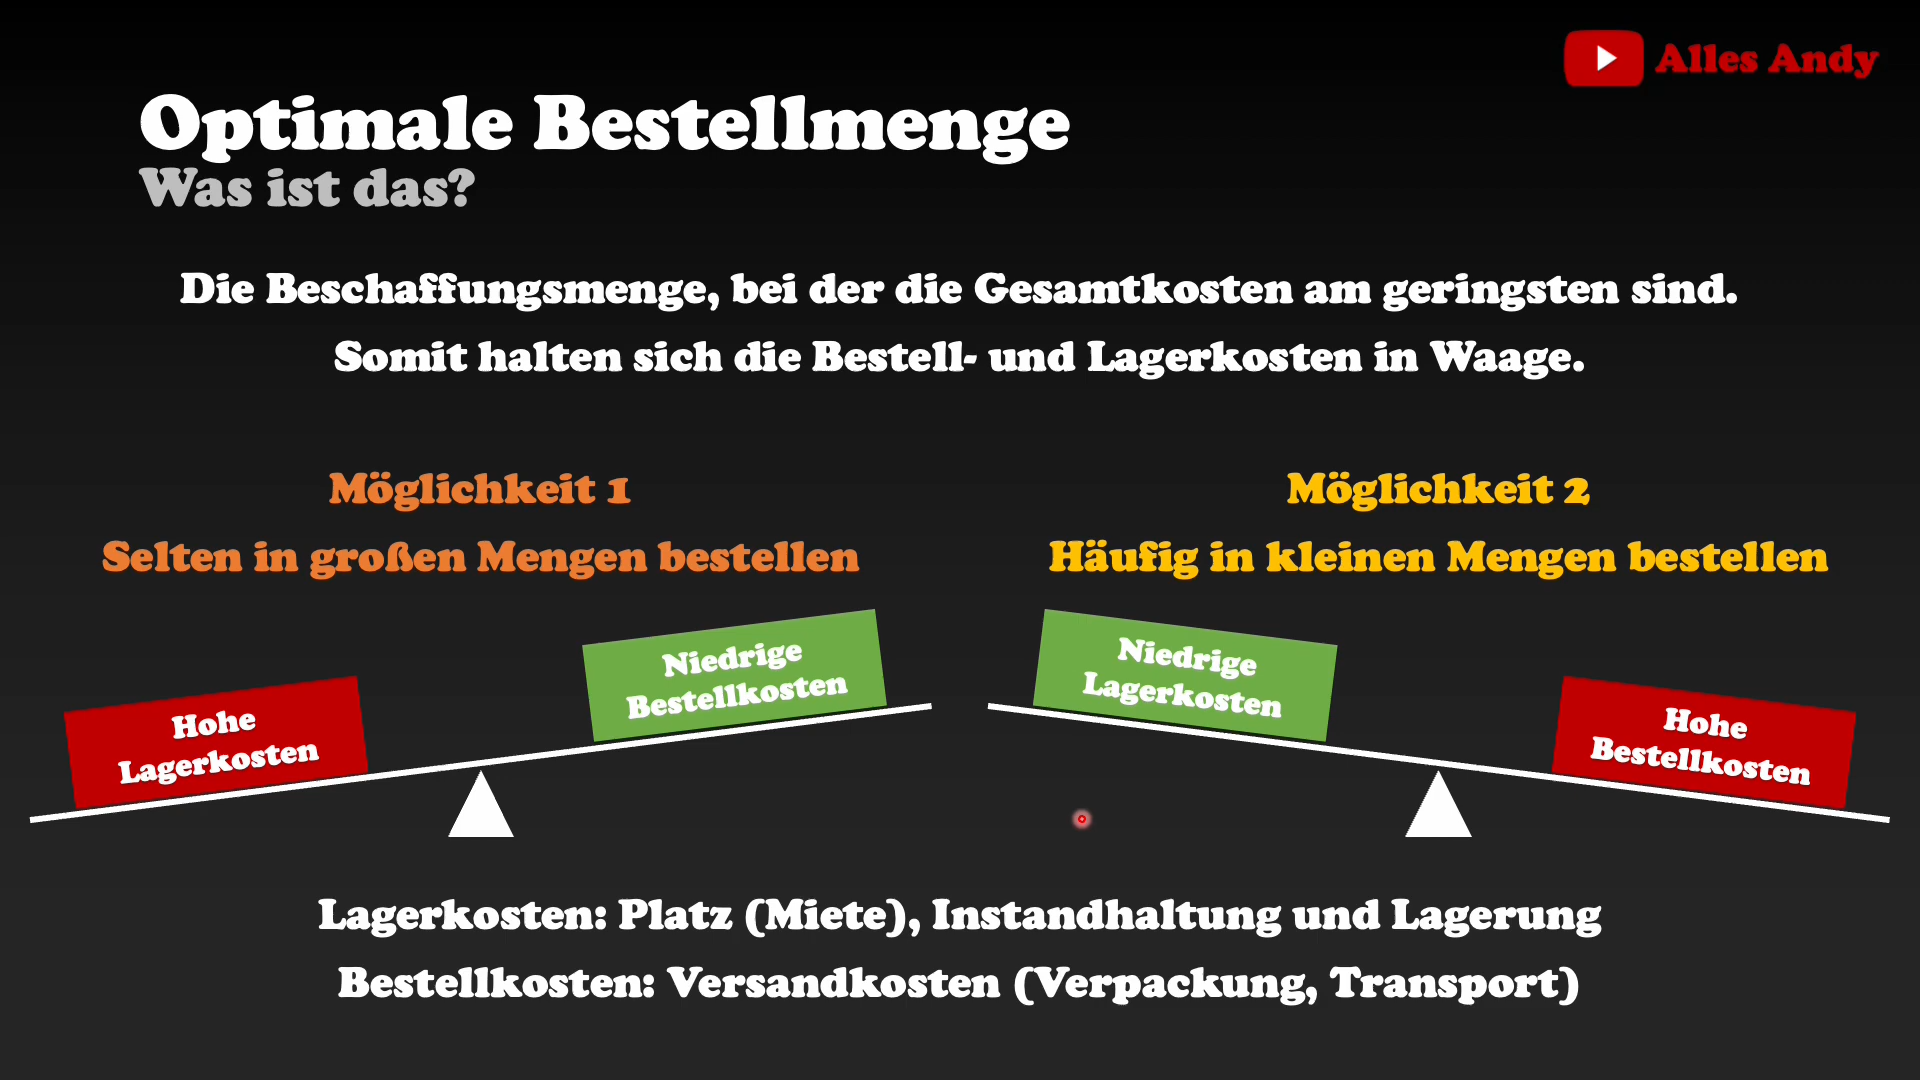 Alles Andy
Optimale Bestellmenge
Was ist das?
Die Beschaffungsmenge, bei der die Gesamtkosten am geringsten sind.
Somit halten sich die Bestell- und Lagerkosten in Waage.
Möglichkeit 1
Selten in großen Mengen bestellen
Hohe
Lagerkosten
Niedrige
Bestellkosten
Möglichkeit 2
Häufig in kleinen Mengen bestellen
Niedrige
Lagerkosten
Hohe
Bestellkosten
Lagerkosten: Platz (Miete), Instandhaltung und Lagerung
Bestellkosten: Versandkosten (Verpackung, Transport)